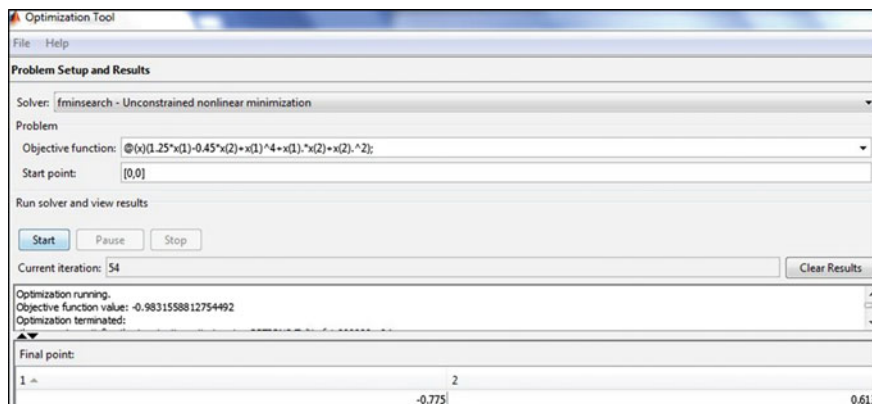 Optimization Tool
File Help
Problem Setup and Results
Solver: fminsearch - Unconstrained nonlinear minimization
Problem
Objective function: @(x)(1.25*x(1)-0.45*x(2)+x(1)^4+x(1).*x(2)+x(2).^2);
Start point: [0,0]
Run solver and view results
Start Pause Stop
Current iteration: 54 Clear Results
Optimization running.
Objective function value: -0.9831558812754492
Optimization terminated:
Final point:
1 2
-0.775 0.613